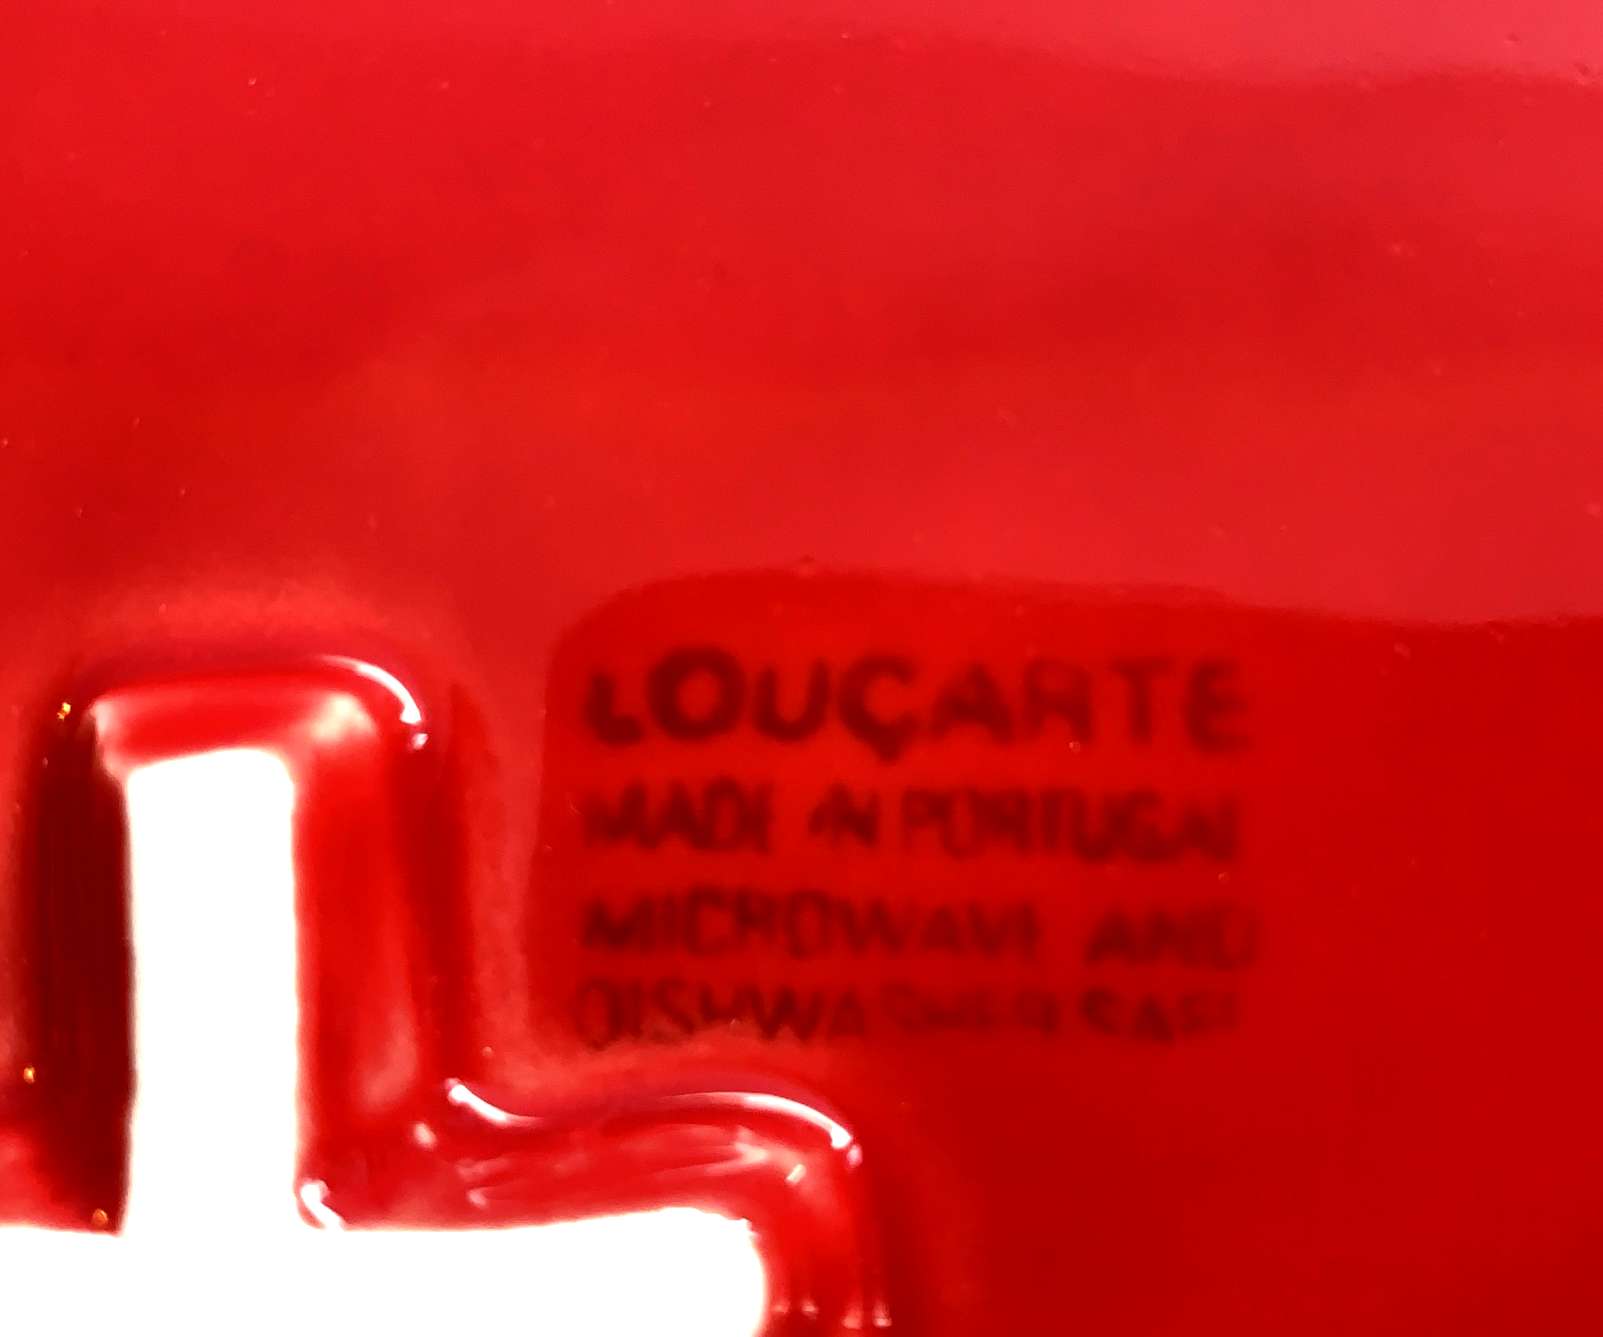 LOUÇARTE
MADE IN PORTUGAL
MICROWAVE AND
DISHWASHER SAFE